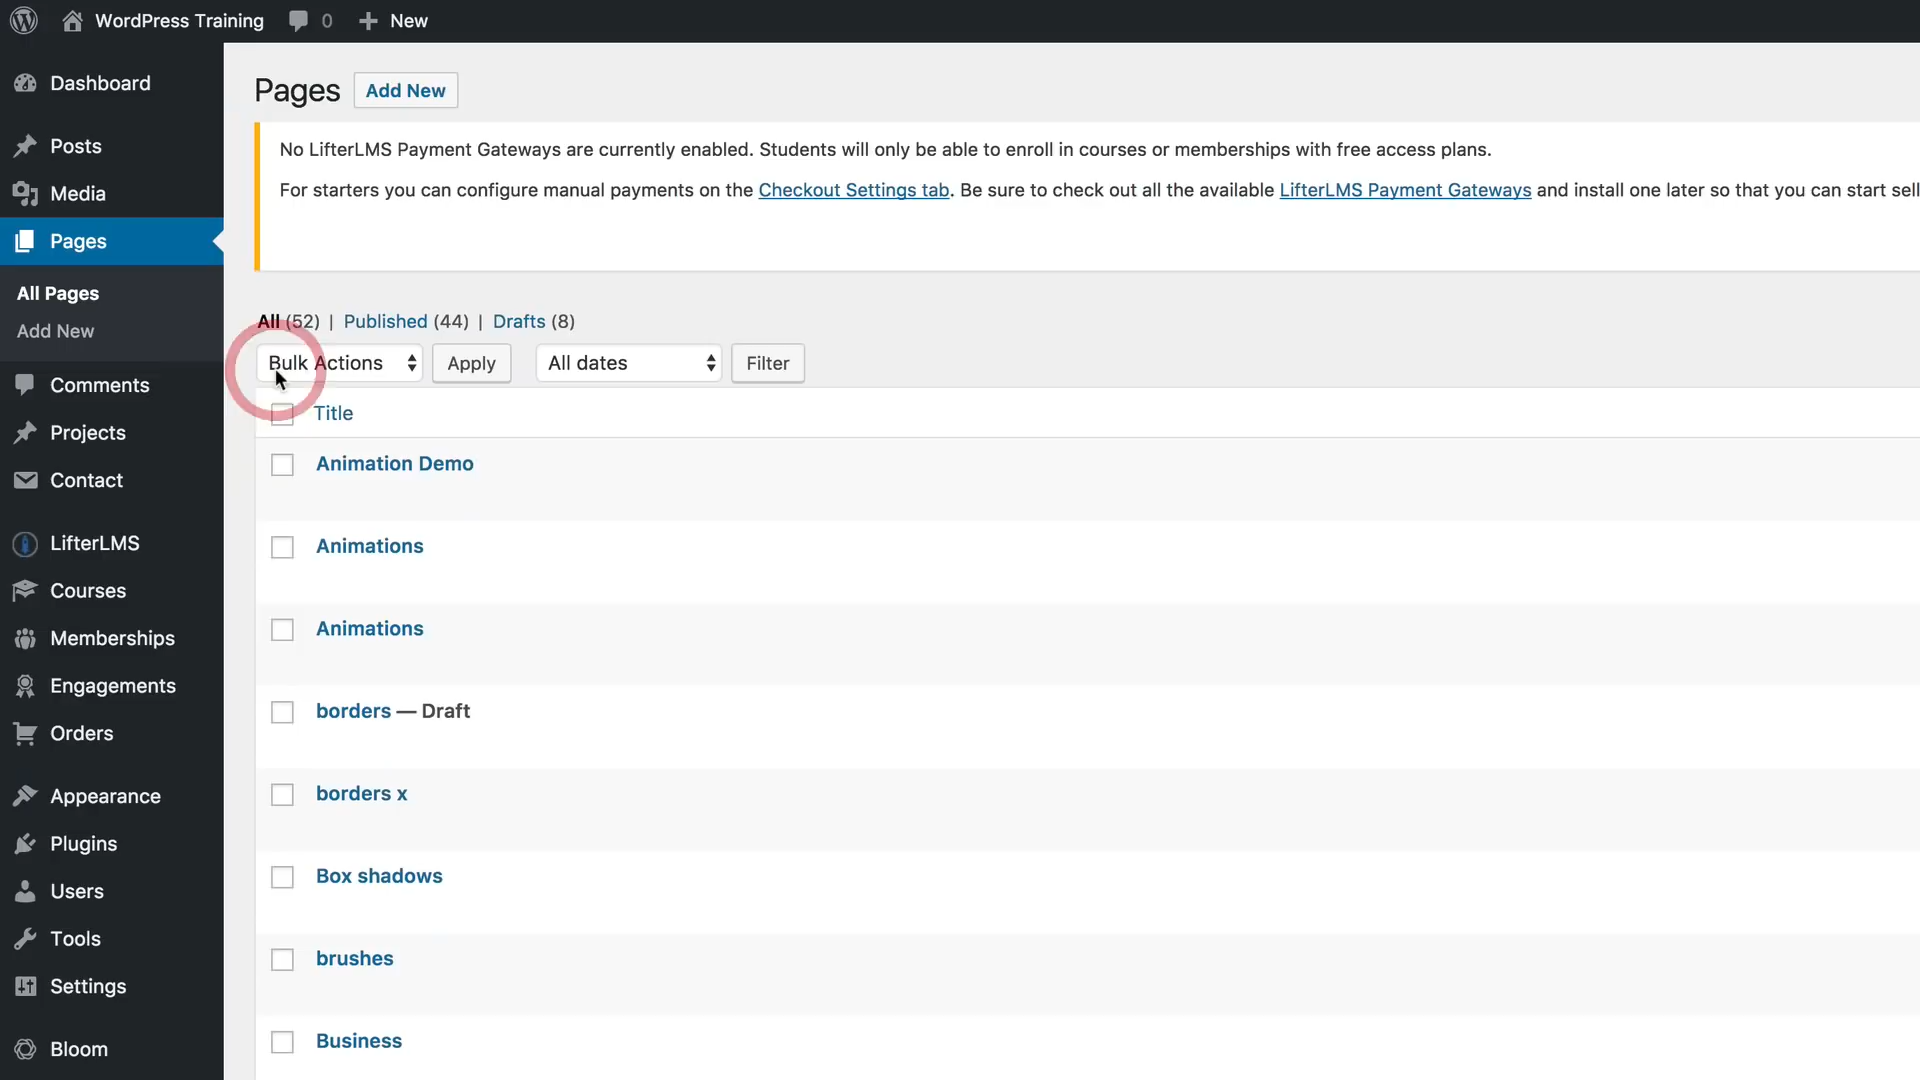 WordPress Training 0 New
Dashboard
Posts
Media
Pages
All Pages
Add New
Comments
Projects
Contact
LifterLMS
Courses
Memberships
Engagements
Orders
Appearance
Plugins
Users
Tools
Settings
Bloom
Pages Add New
No LifterLMS Payment Gateways are currently enabled. Students will only be able to enroll in courses or memberships with free access plans.
For starters you can configure manual payments on the Checkout Settings tab. Be sure to check out all the available LifterLMS Payment Gateways and install one later so that you can start sell
All (52) | Published (44) | Drafts (8)
Bulk Actions Apply All dates Filter
Title
Animation Demo
Animations
Animations
borders — Draft
borders x
Box shadows
brushes
Business